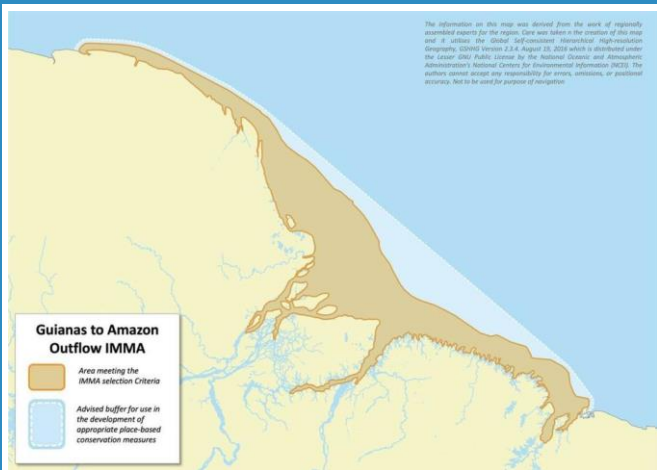 The information on this map was derived from the work of regionally
assembled experts for the region. Care was taken n the creation of this map
and it utilises the Global Self-consistent Hierarchical High-resolution
Geography, GSHHG Version 2.3.4. August 19, 2016 which is distributed under
the Lesser GNU Public License by the National Oceanic and Atmospheric
Administration's National Centers for Environmental Information (NCEI). The
authors cannot accept any responsibility for errors, omissions, or positional
accuracy. Not to be used for purpose of navigation
Guianas to Amazon
Outflow IMMA
Area meeting the
IMMA selection Criteria
Advised buffer for use in
the development of
appropriate place-based
conservation measures